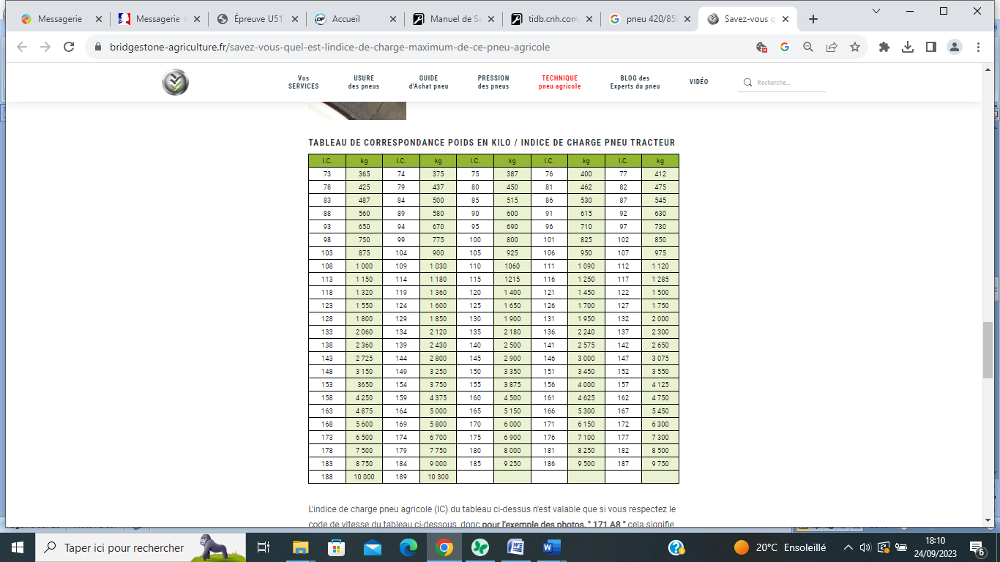 Messagerie
Messagerie >
Épreuve U51
Accueil
Manuel de Se
tidb.cnh.com/
pneu 420/85
Savez-vous q
bridgestone-agriculture.fr/savez-vous-quel-est-lindice-de-charge-maximum-de-ce-pneu-agricole
Vos
SERVICES
USURE
des pneus
GUIDE
d'Achat pneu
PRESSION
des pneus
TECHNIQUE
pneu agricole
BLOG des
Experts du pneu
VIDÉO
Recherche...
TABLEAU DE CORRESPONDANCE POIDS EN KILO / INDICE DE CHARGE PNEU TRACTEUR
I.C. kg I.C. kg I.C. kg I.C. kg I.C. kg
73 365 74 375 75 387 76 400 77 412
78 425 79 437 80 450 81 462 82 475
83 487 84 500 85 515 86 530 87 545
88 560 89 580 90 600 91 615 92 630
93 650 94 670 95 690 96 710 97 730
98 750 99 775 100 800 101 825 102 850
103 875 104 900 105 925 106 950 107 975
108 1 000 109 1 030 110 1060 111 1 090 112 1 120
113 1 150 114 1 180 115 1215 116 1 250 117 1 285
118 1 320 119 1 360 120 1 400 121 1 450 122 1 500
123 1 550 124 1 600 125 1 650 126 1 700 127 1 750
128 1 800 129 1 850 130 1 900 131 1 950 132 2 000
133 2 060 134 2 120 135 2 180 136 2 240 137 2 300
138 2 360 139 2 430 140 2 500 141 2 575 142 2 650
143 2 725 144 2 800 145 2 900 146 3 000 147 3 075
148 3 150 149 3 250 150 3 350 151 3 450 152 3 550
153 3650 154 3 750 155 3 875 156 4 000 157 4 125
158 4 250 159 4 375 160 4 500 161 4 625 162 4 750
163 4 875 164 5 000 165 5 150 166 5 300 167 5 450
168 5 600 169 5 800 170 6 000 171 6 150 172 6 300
173 6 500 174 6 700 175 6 900 176 7 100 177 7 300
178 7 500 179 7 750 180 8 000 181 8 250 182 8 500
183 8 750 184 9 000 185 9 250 186 9 500 187 9 750
188 10 000 189 10 300
L'indice de charge pneu agricole (IC) du tableau ci-dessus n'est valable que si vous respectez le
code de vitesse du tableau ci-dessous, donc pour l'exemple des photos, " 171 A8 " cela signifie
Taper ici pour rechercher
20°C Ensoleillé
18:10
24/09/2023
6